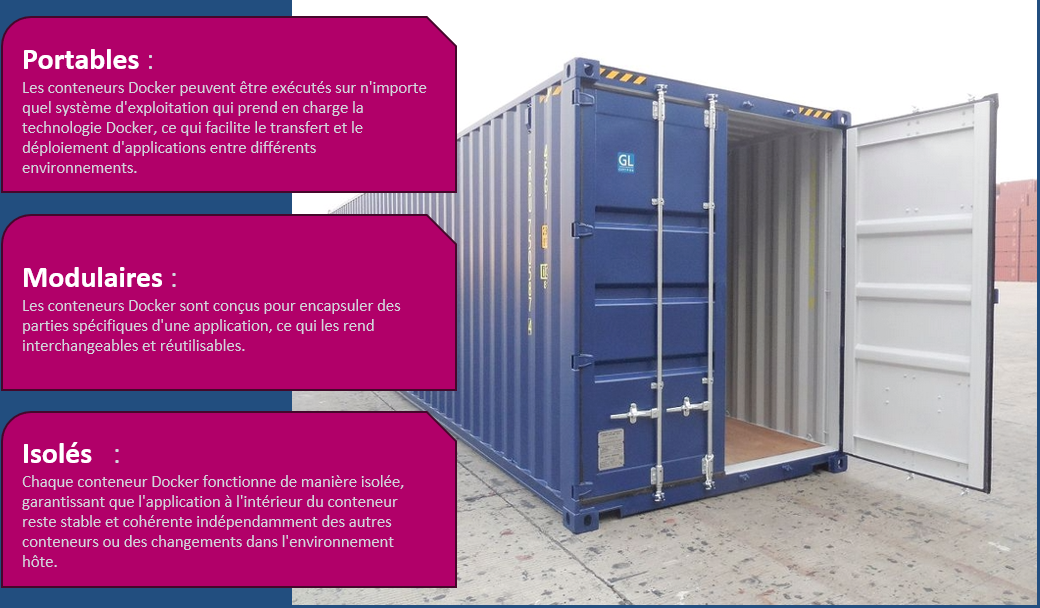 Portables :
Les conteneurs Docker peuvent être exécutés sur n'importe
quel système d'exploitation qui prend en charge la
technologie Docker, ce qui facilite le transfert et le
déploiement d'applications entre différents
environnements.
Modulaires :
Les conteneurs Docker sont conçus pour encapsuler des
parties spécifiques d'une application, ce qui les rend
interchangeables et réutilisables.
Isolés :
Chaque conteneur Docker fonctionne de manière isolée,
garantissant que l'application à l'intérieur du conteneur
reste stable et cohérente indépendamment des autres
conteneurs ou des changements dans l'environnement
hôte.
GL